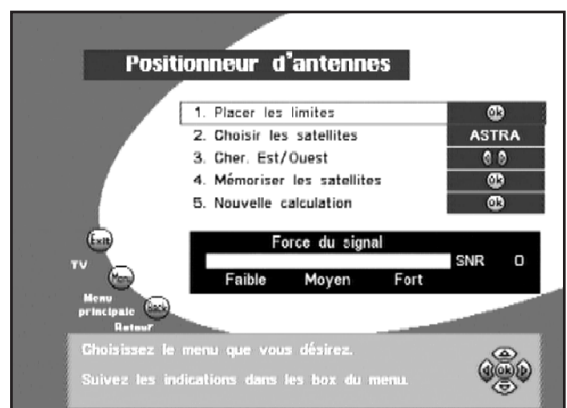 Positionneur d'antennes
1. Placer les limites Ok
2. Choisir les satellites ASTRA
3. Cher. Est/Ouest
4. Mémoriser les satellites Ok
5. Nouvelle calculation Ok
Force du signal
SNR 0
Faible Moyen Fort
Exit
TV
Menu
Menu
principale
Back
Retour
Choisissez le menu que vous désirez.
Suivez les indications dans les box du menu.
Ok